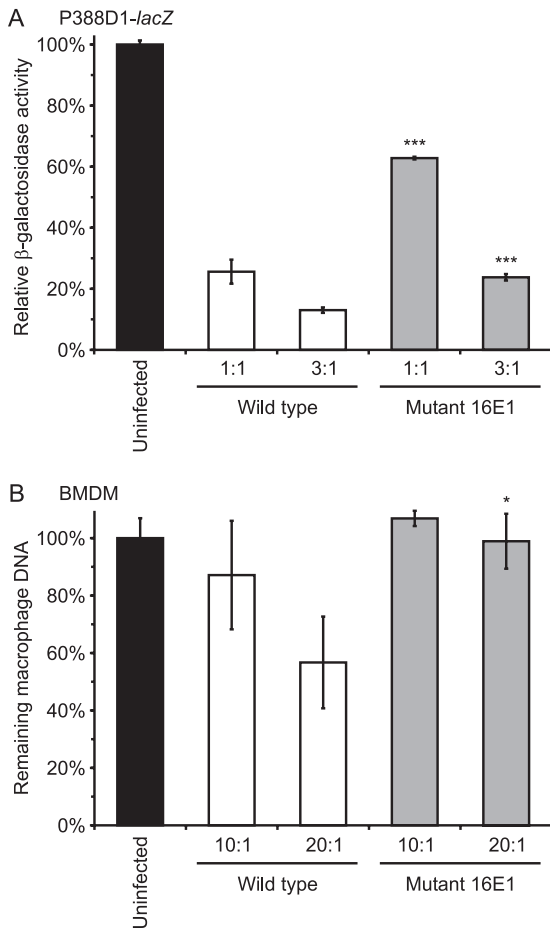 A P388D1-lacZ
Relative β-galactosidase activity
100%
80%
60%
40%
20%
0%
***
***
Uninfected
1:1 3:1 1:1 3:1
Wild type Mutant 16E1
B BMDM
Remaining macrophage DNA
100%
80%
60%
40%
20%
0%
*
Uninfected
10:1 20:1 10:1 20:1
Wild type Mutant 16E1